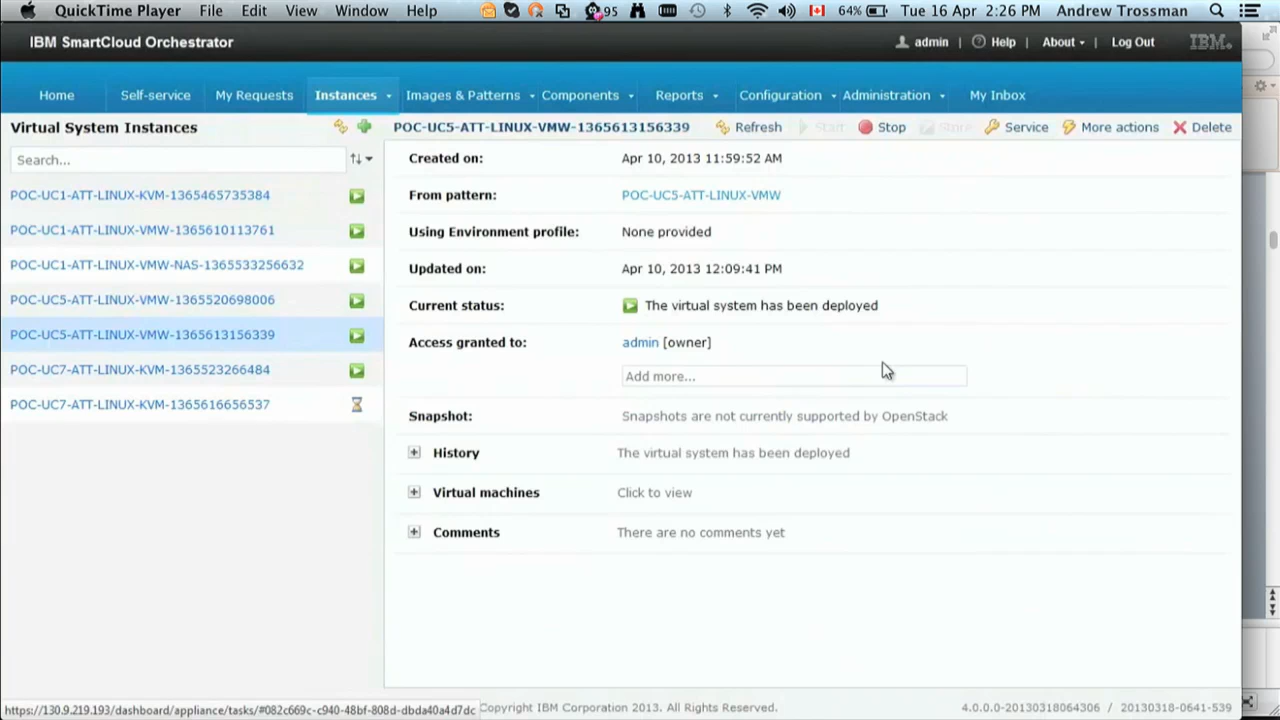 QuickTime Player File Edit View Window Help 95 64% Tue 16 Apr 2:26 PM Andrew Trossman
IBM SmartCloud Orchestrator admin | Help | About | Log Out IBM.
Home Self-service My Requests Instances Images & Patterns Components Reports Configuration Administration My Inbox
Virtual System Instances
Search...
POC-UC1-ATT-LINUX-KVM-1365465735384
POC-UC1-ATT-LINUX-VMW-1365610113761
POC-UC1-ATT-LINUX-VMW-NAS-1365533256632
POC-UC5-ATT-LINUX-VMW-1365520698006
POC-UC5-ATT-LINUX-VMW-1365613156339
POC-UC7-ATT-LINUX-KVM-1365523266484
POC-UC7-ATT-LINUX-KVM-1365616656537
POC-UC5-ATT-LINUX-VMW-1365613156339 Refresh Start Stop Store Service More actions Delete
Created on: Apr 10, 2013 11:59:52 AM
From pattern: POC-UC5-ATT-LINUX-VMW
Using Environment profile: None provided
Updated on: Apr 10, 2013 12:09:41 PM
Current status: The virtual system has been deployed
Access granted to: admin [owner]
Add more...
Snapshot: Snapshots are not currently supported by OpenStack
History The virtual system has been deployed
Virtual machines Click to view
Comments There are no comments yet
https://130.9.219.193/dashboard/appliance/tasks/#082c669c-c940-48bf-808d-dbda40a4d7dc Copyright IBM Corporation 2013. All Rights Reserved. 4.0.0.0-20130318064306 / 20130318-0641-539